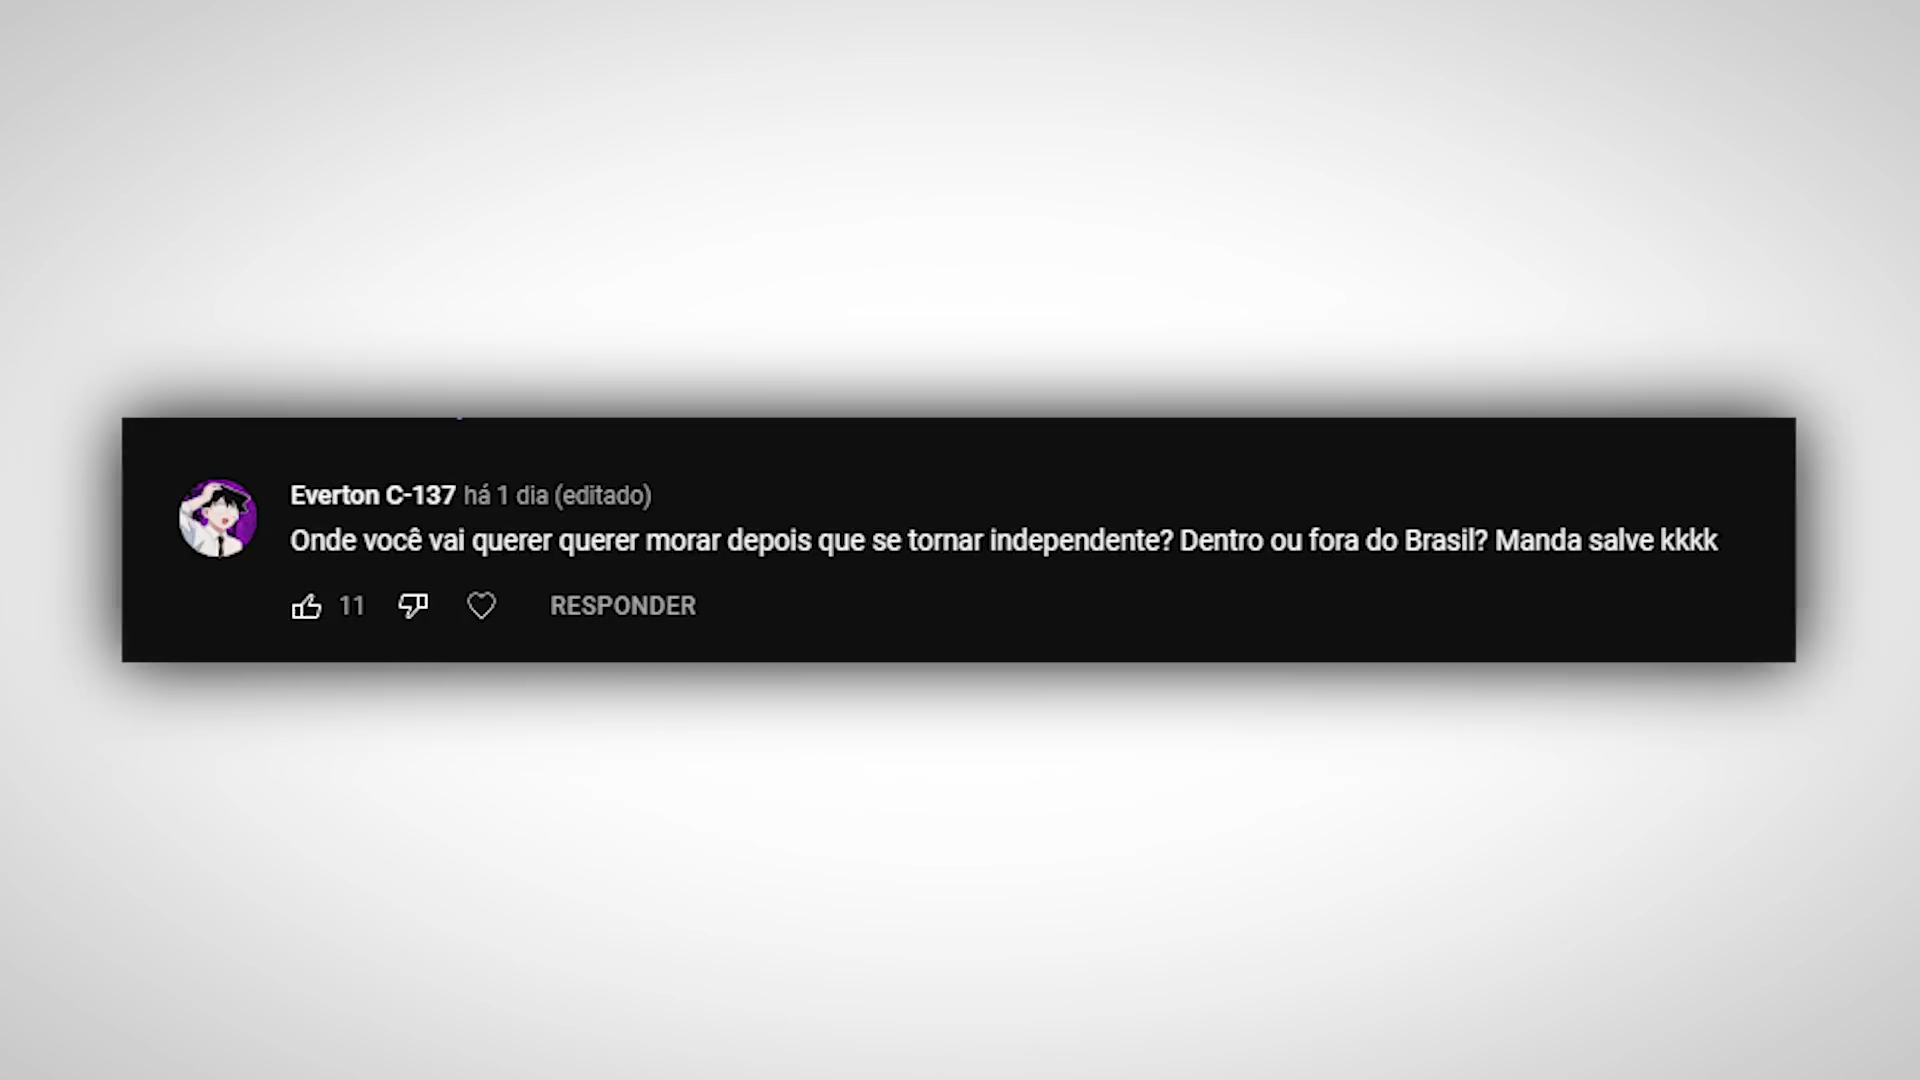 Everton C-137 há 1 dia (editado)
Onde você vai querer querer morar depois que se tornar independente? Dentro ou fora do Brasil? Manda salve kkkk
11 RESPONDER